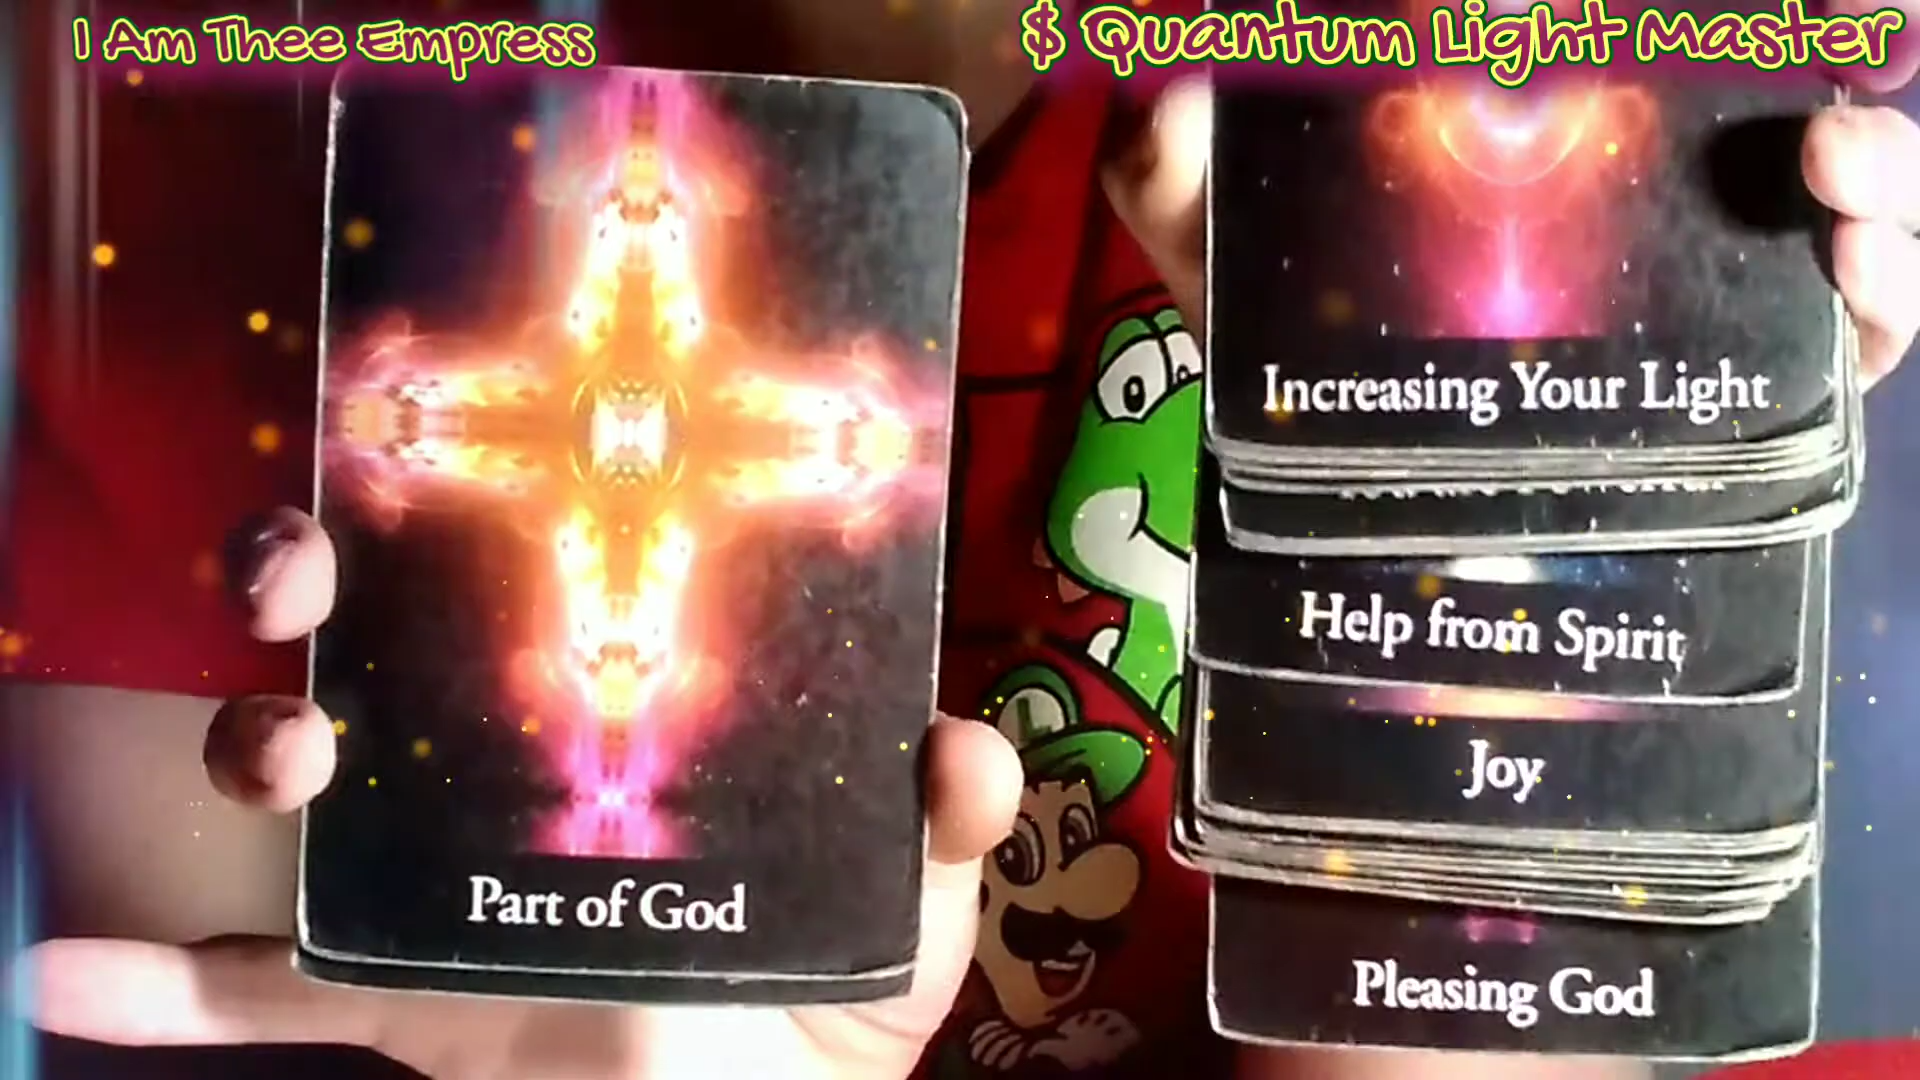 I Am Thee Empress
$ Quantum Light Master
Part of God
Increasing Your Light
Help from Spirit
Joy
Pleasing God
L